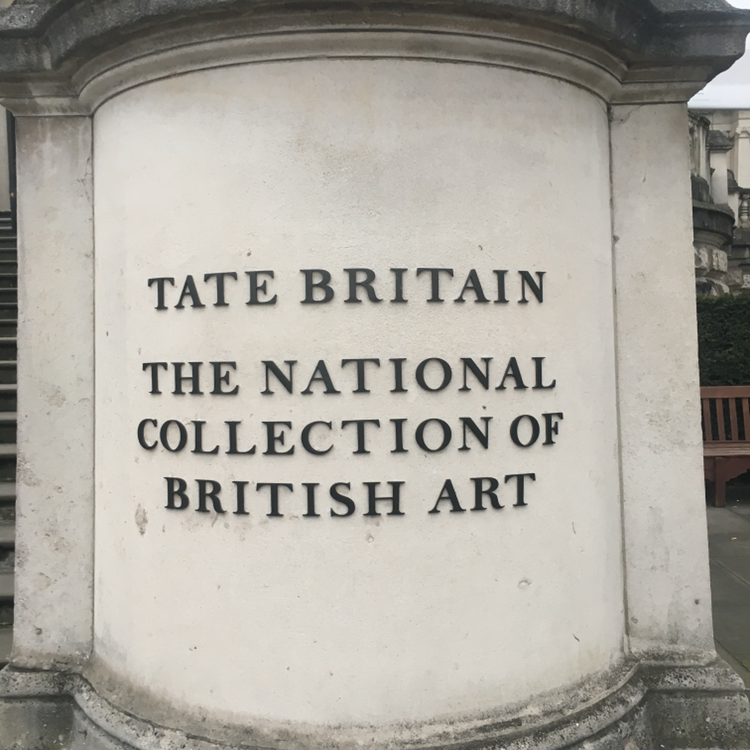 TATE BRITAIN
THE NATIONAL
COLLECTION OF
BRITISH ART